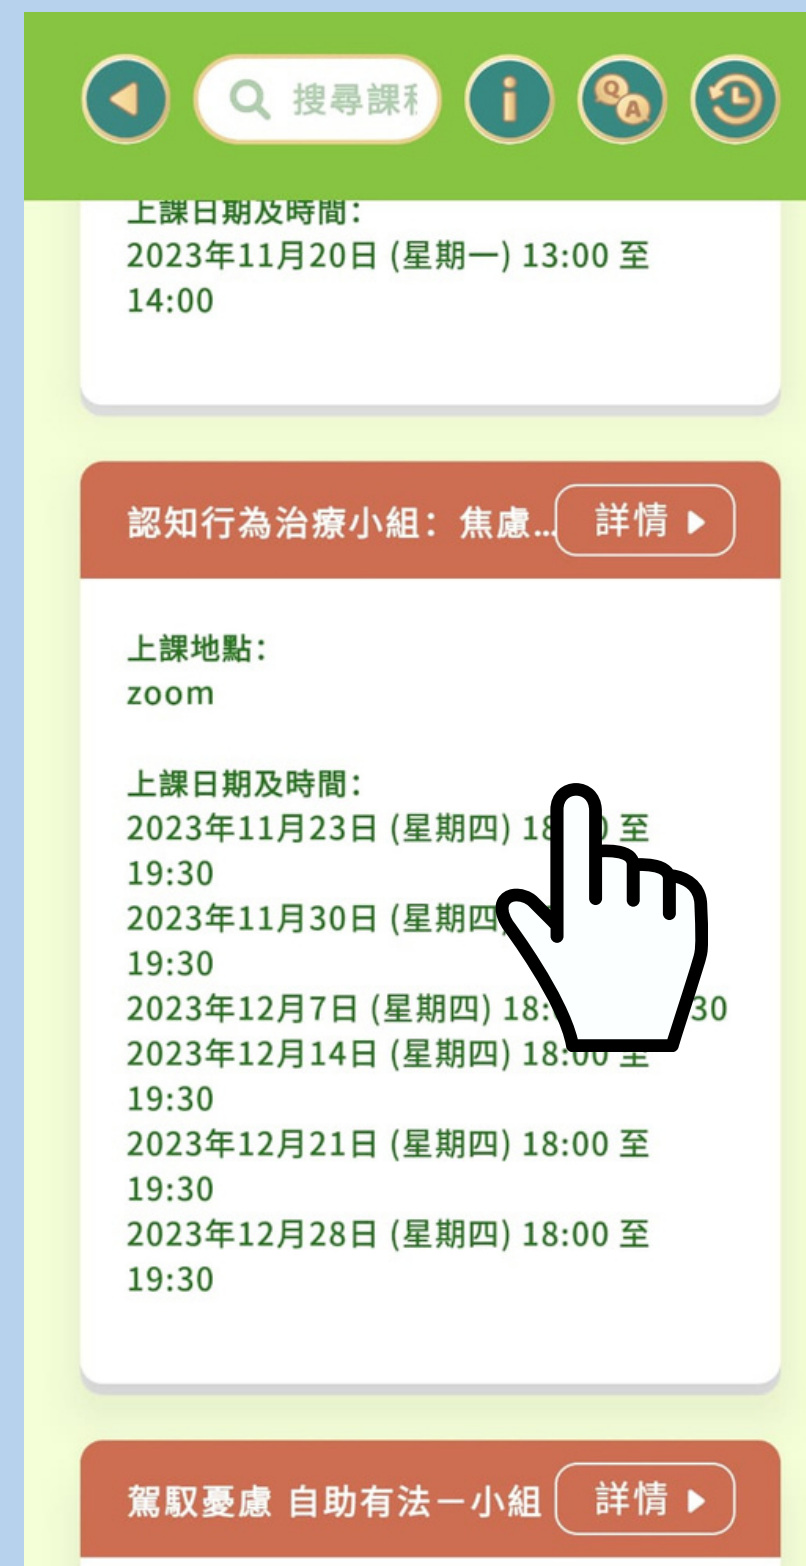 搜尋課
i
Q
A
上課日期及時間：
2023年11月20日 (星期一) 13:00 至
14:00
認知行為治療小組：焦慮... 詳情
上課地點：
zoom
上課日期及時間：
2023年11月23日 (星期四) 至
19:30
2023年11月30日 (星期四
19:30
2023年12月7日 (星期四) 18: 30
2023年12月14日 (星期四) 18:00 至
19:30
2023年12月21日 (星期四) 18:00 至
19:30
2023年12月28日 (星期四) 18:00 至
19:30
駕馭憂慮 自助有法－小組 詳情